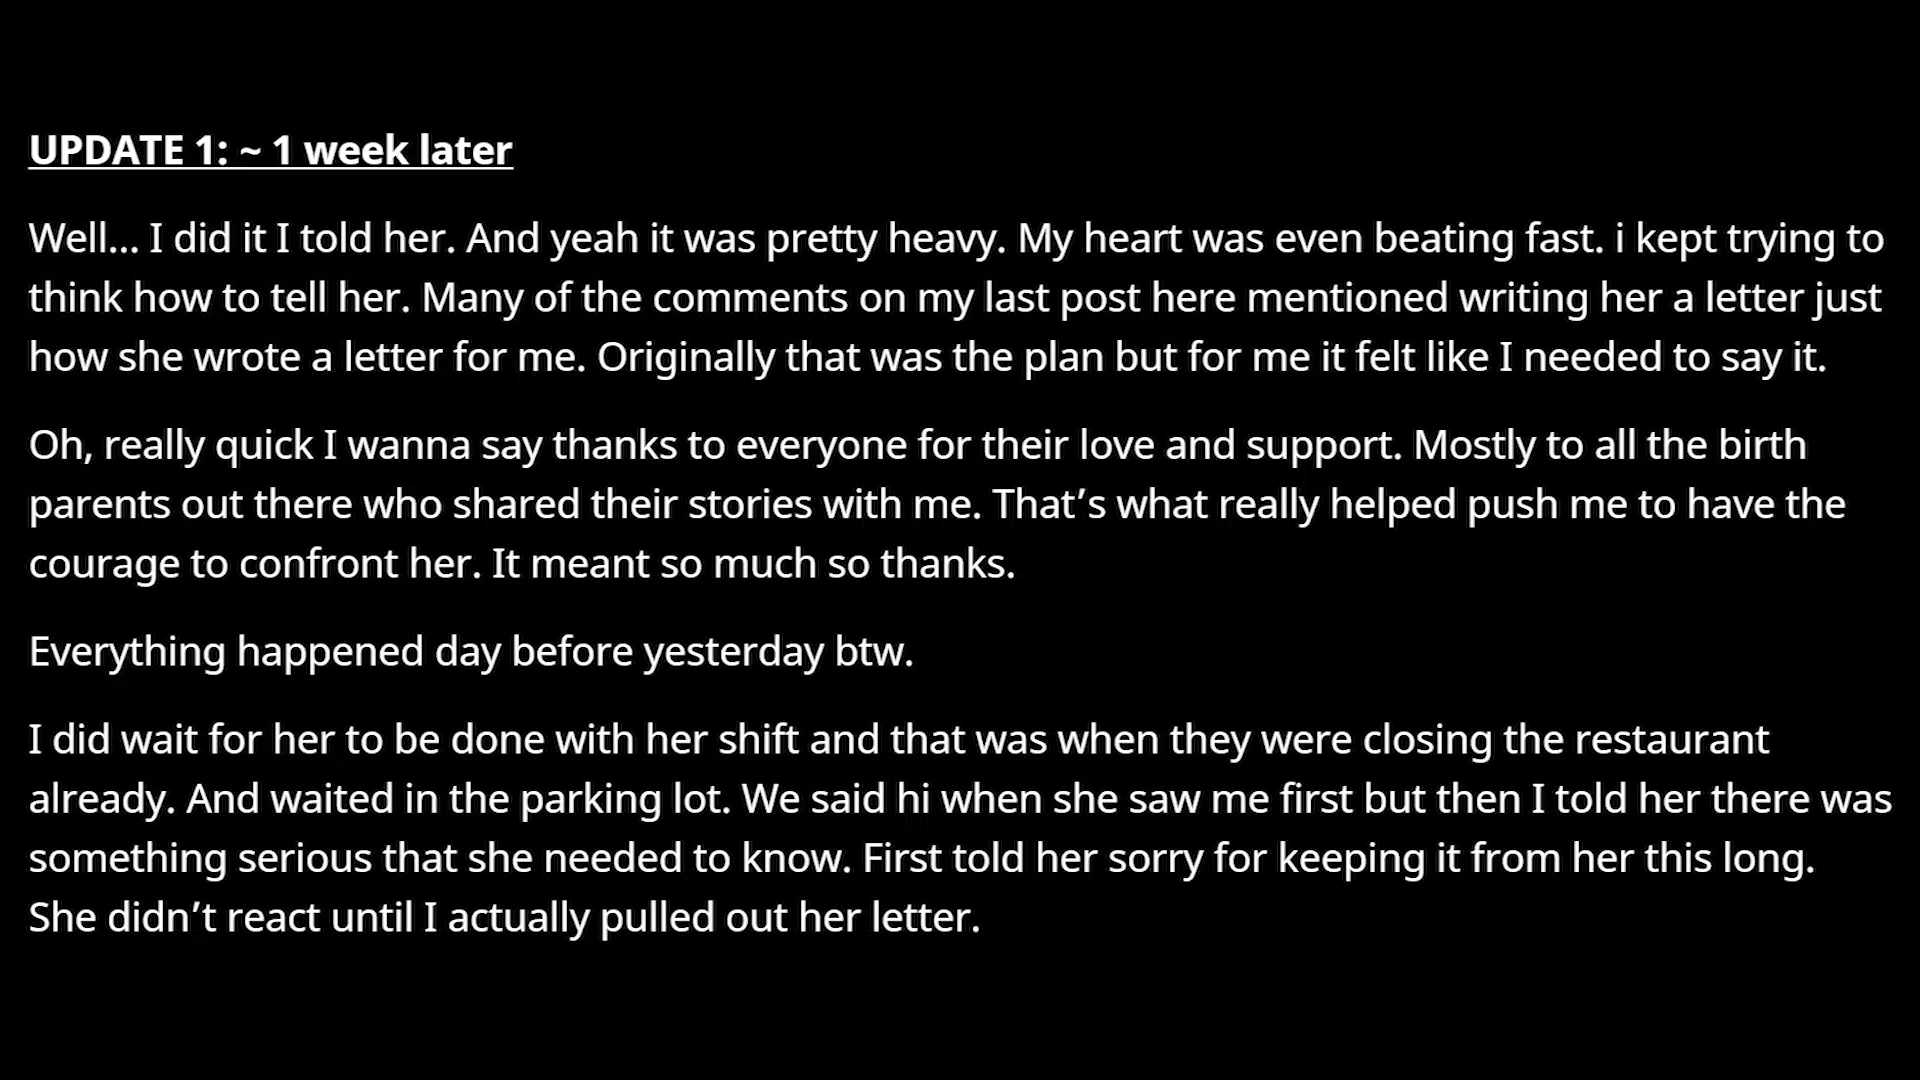 UPDATE 1: ~ 1 week later
Well... I did it I told her. And yeah it was pretty heavy. My heart was even beating fast. i kept trying to
think how to tell her. Many of the comments on my last post here mentioned writing her a letter just
how she wrote a letter for me. Originally that was the plan but for me it felt like I needed to say it.
Oh, really quick I wanna say thanks to everyone for their love and support. Mostly to all the birth
parents out there who shared their stories with me. That’s what really helped push me to have the
courage to confront her. It meant so much so thanks.
Everything happened day before yesterday btw.
I did wait for her to be done with her shift and that was when they were closing the restaurant
already. And waited in the parking lot. We said hi when she saw me first but then I told her there was
something serious that she needed to know. First told her sorry for keeping it from her this long.
She didn’t react until I actually pulled out her letter.